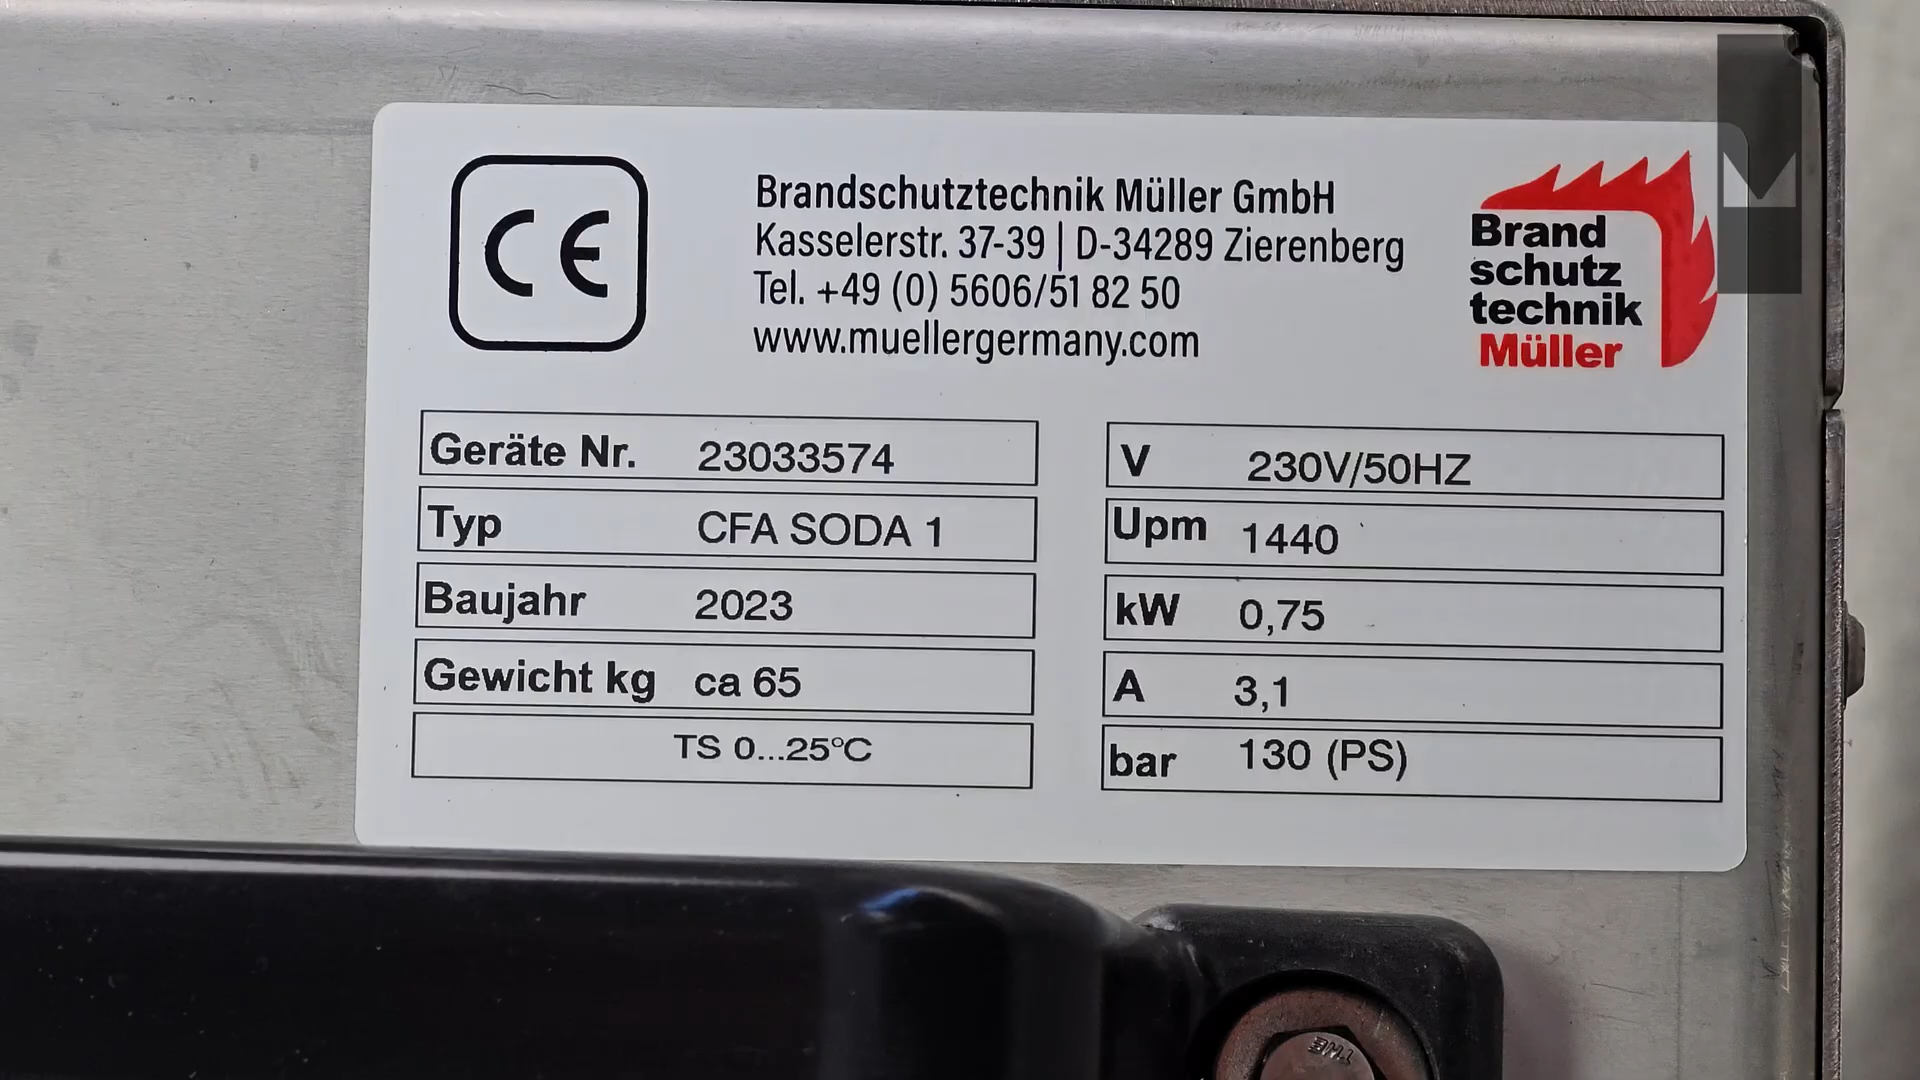 CE
Brandschutztechnik Müller GmbH
Kasselerstr. 37-39 | D-34289 Zierenberg
Tel. +49 (0) 5606/51 82 50
www.muellergermany.com
Brand
schutz
technik
Müller
Geräte Nr. 23033574
Typ CFA SODA 1
Baujahr 2023
Gewicht kg ca 65
TS 0...25°C
V 230V/50HZ
Upm 1440
kW 0,75
A 3,1
bar 130 (PS)
THE